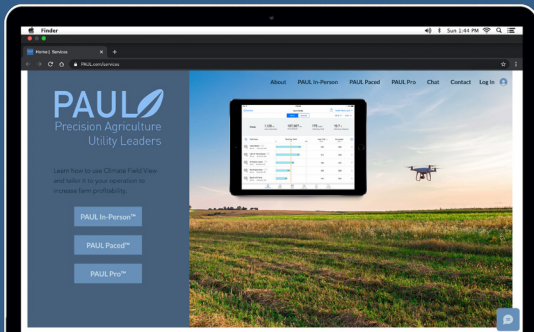 Finder
Sun 1:44 PM
Home | Services
PAUL.com/services
About PAUL In-Person PAUL Paced PAUL Pro Chat Contact Log In
PAUL
Precision Agriculture
Utility Leaders
Learn how to use Climate Field View
and tailor it to your operation to
increase farm profitability.
PAUL In-Person™
PAUL Paced™
PAUL Pro™